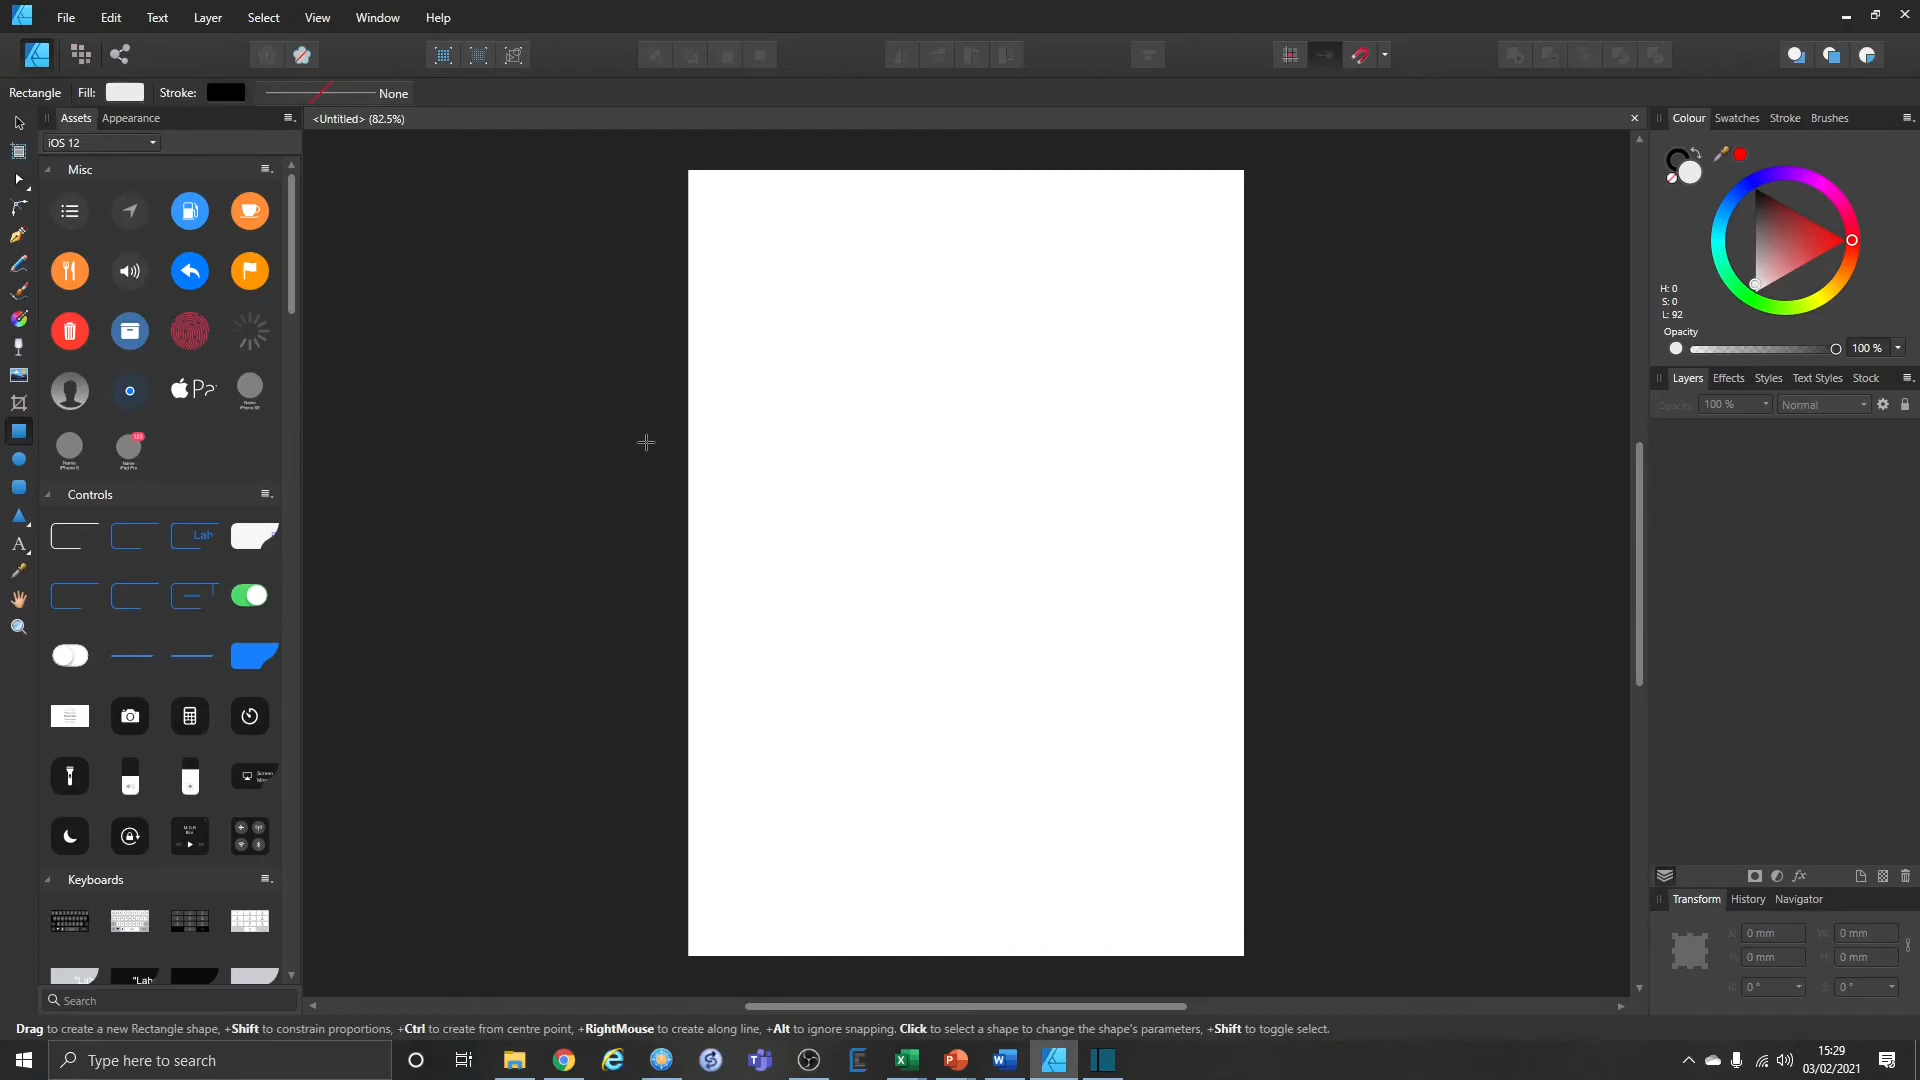 File Edit Text Layer Select View Window Help
Rectangle Fill: Stroke: None
Assets Appearance
<Untitled> (82.5%)
Colour Swatches Stroke Brushes
iOS 12
Misc
H: 0
S: 0
L: 92
Opacity
100 %
Layers Effects Styles Text Styles Stock
Opacity: 100 % Normal
Controls
Keyboards
Transform History Navigator
X: 0 mm W: 0 mm
Y: 0 mm H: 0 mm
R: 0 ° S: 0 °
Search
Drag to create a new Rectangle shape, +Shift to constrain proportions, +Ctrl to create from centre point, +RightMouse to create along line, +Alt to ignore snapping. Click to select a shape to change the shape's parameters, +Shift to toggle select.
Type here to search
15:29
03/02/2021